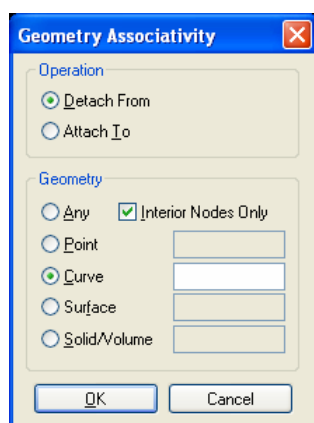 Geometry Associativity
Operation
Detach From
Attach To
Geometry
Any Interior Nodes Only
Point
Curve
Surface
Solid/Volume
OK Cancel